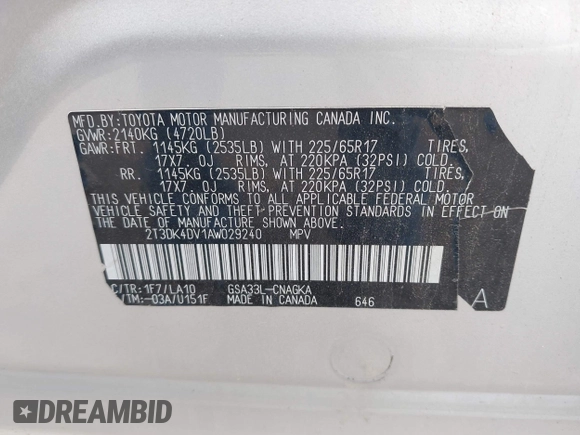 MFD.BY:TOYOTA MOTOR MANUFACTURING CANADA INC.
GVWR:2140KG (4720LB)
GAWR:FRT. 1145KG (2535LB) WITH 225/65R17 TIRES,
17X7.0J RIMS, AT 220KPA (32PSI) COLD.
RR. 1145KG (2535LB) WITH 225/65R17 TIRES,
17X7.0J RIMS, AT 220KPA (32PSI) COLD.
THIS VEHICLE CONFORMS TO ALL APPLICABLE FEDERAL MOTOR
VEHICLE SAFETY AND THEFT-PREVENTION STANDARDS IN EFFECT ON
THE DATE OF MANUFACTURE SHOWN ABOVE.
2T3DK4DV1AW029240 MPV
C/TR:1F7/LA10 GSA33L-CNAGKA
/TM:-03A/U151F MADE IN CANADA 646
A
DREAMBID